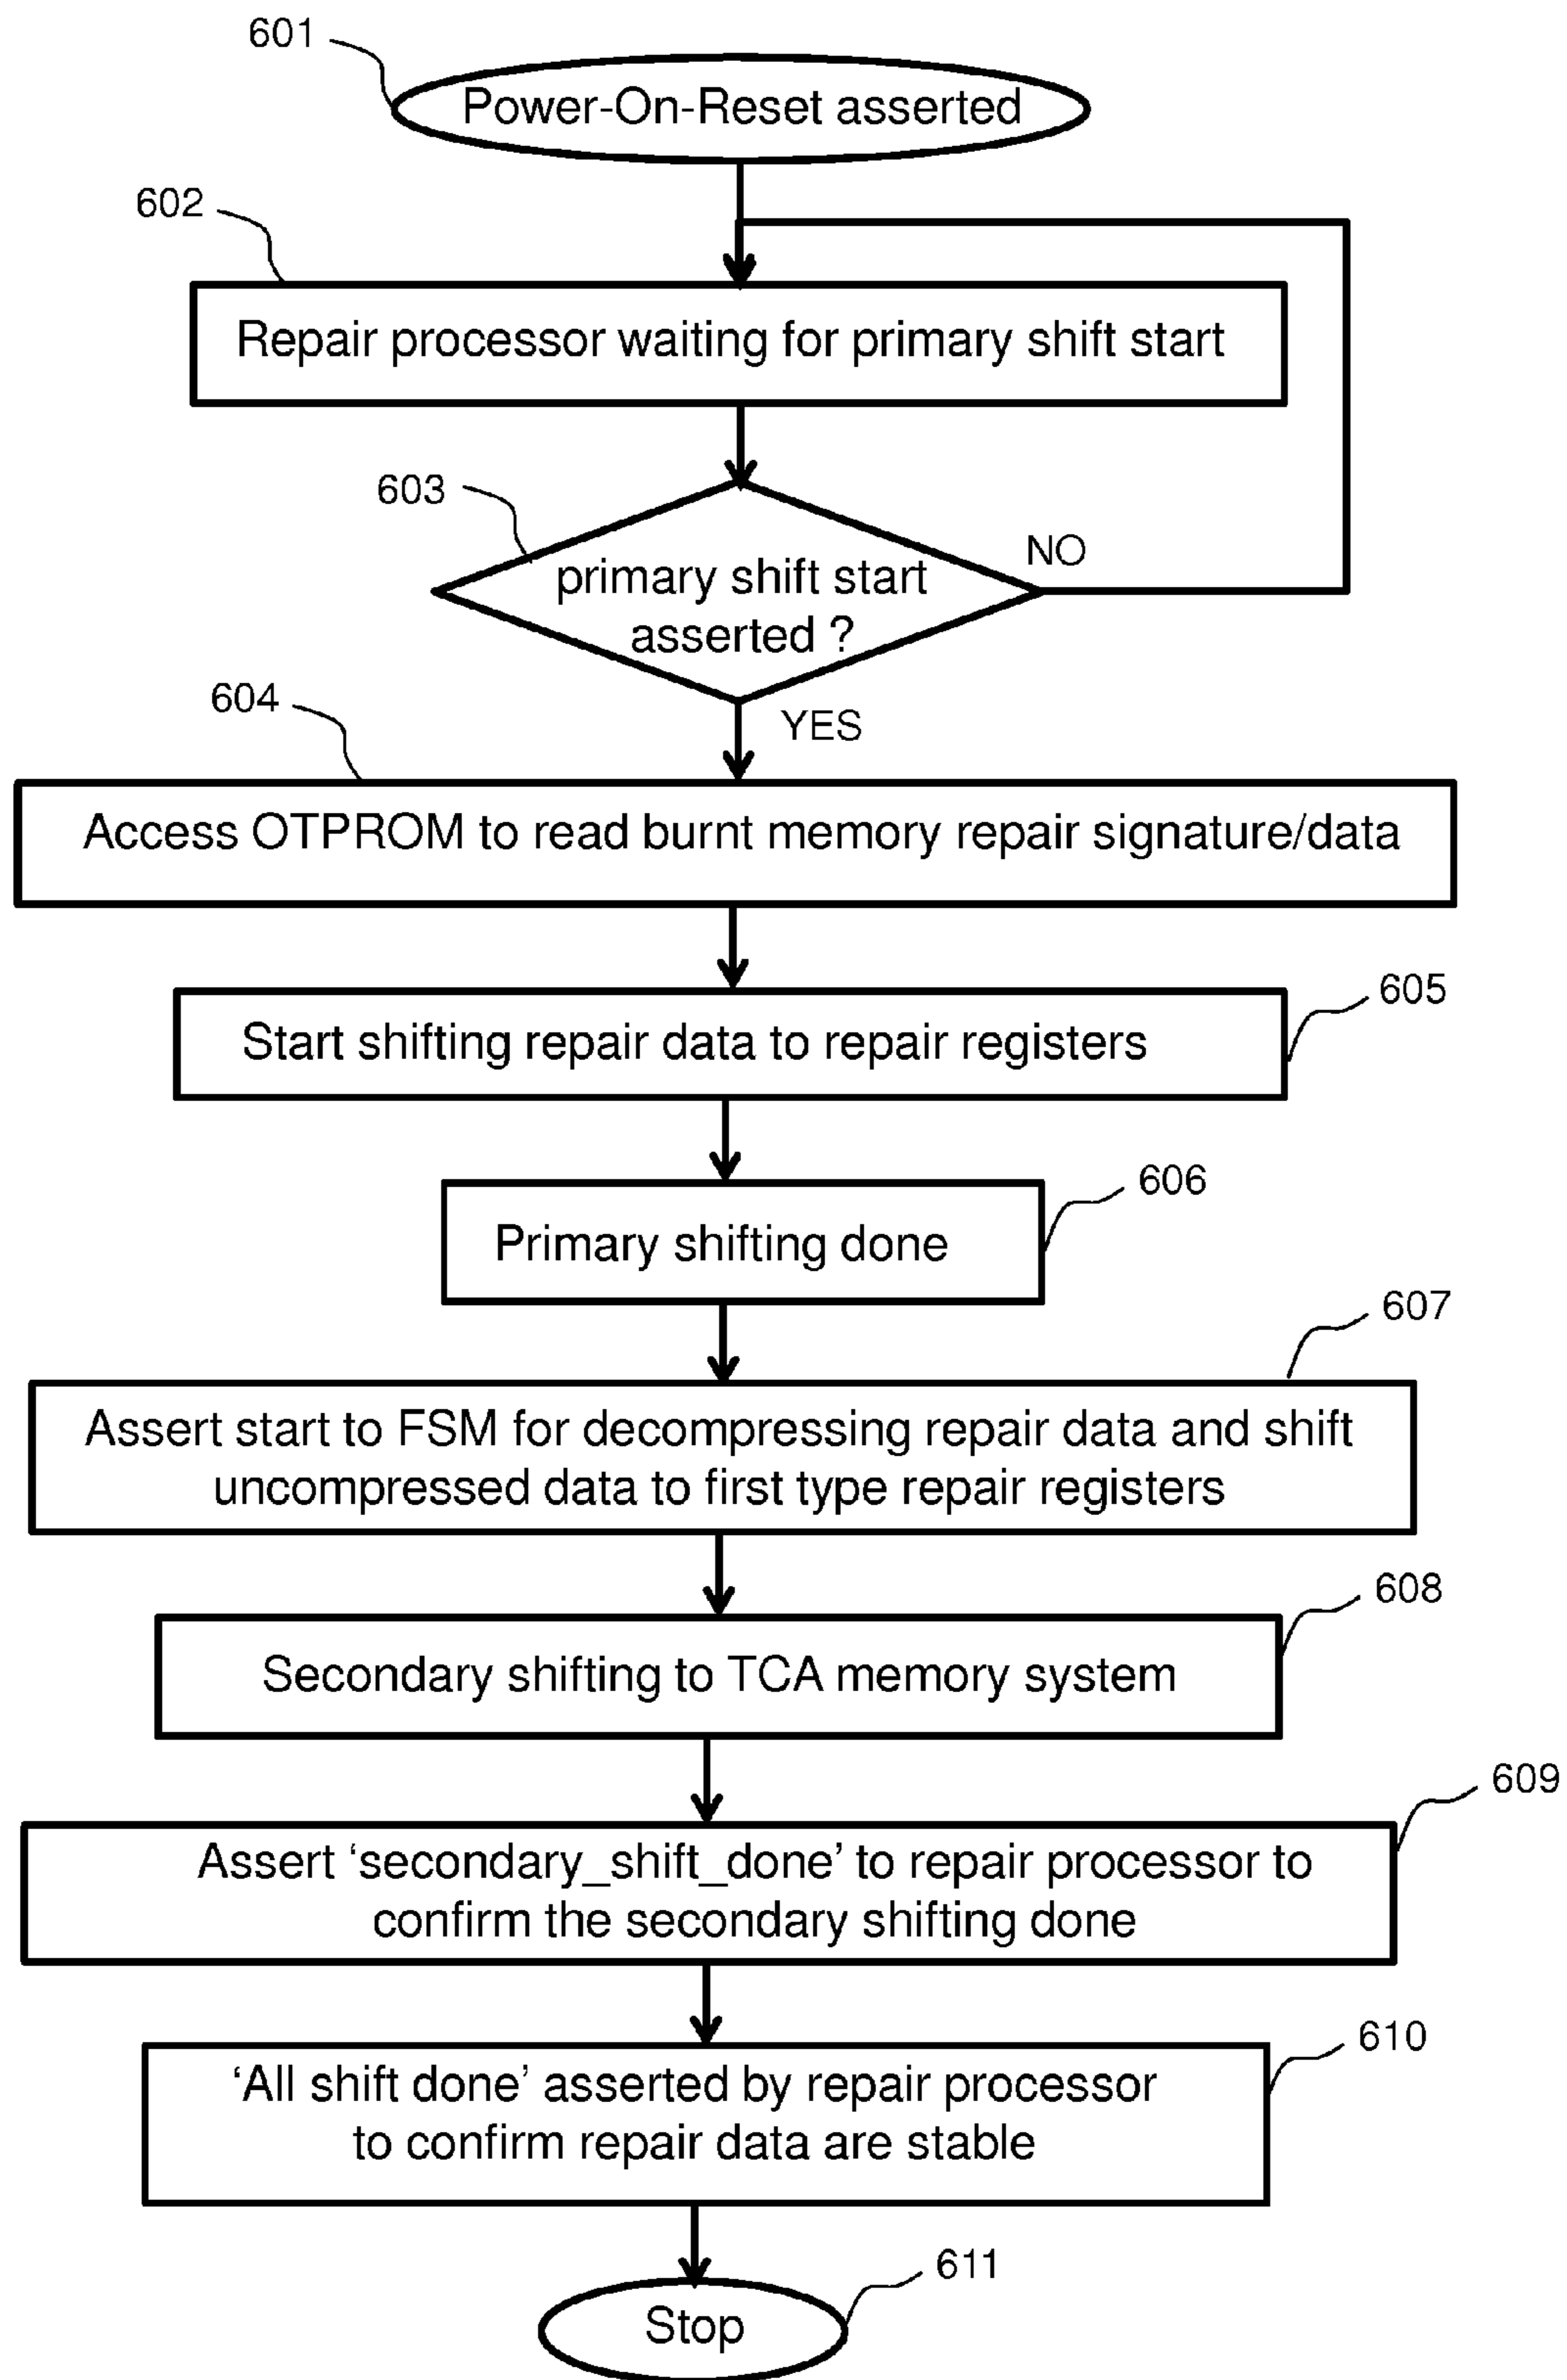 601
Power-On-Reset asserted
602
Repair processor waiting for primary shift start
603
primary shift start
asserted ?
NO
YES
604
Access OTPROM to read burnt memory repair signature/data
605
Start shifting repair data to repair registers
606
Primary shifting done
607
Assert start to FSM for decompressing repair data and shift
uncompressed data to first type repair registers
608
Secondary shifting to TCA memory system
609
Assert ‘secondary_shift_done’ to repair processor to
confirm the secondary shifting done
610
‘All shift done’ asserted by repair processor
to confirm repair data are stable
611
Stop